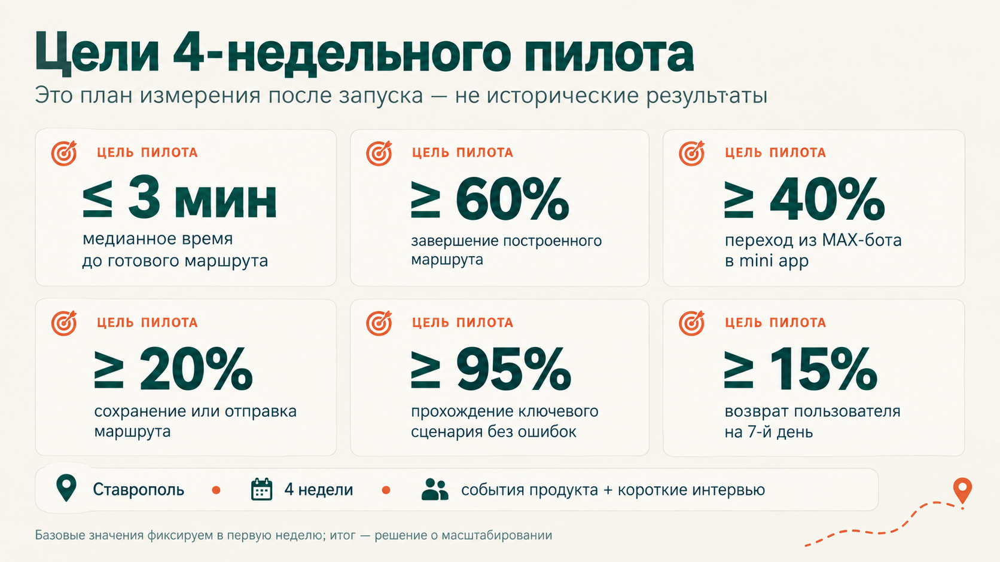 Цели 4-недельного пилота
Это план измерения после запуска — не исторические результаты
ЦЕЛЬ ПИЛОТА
≤ 3 мин
медианное время
до готового маршрута
ЦЕЛЬ ПИЛОТА
≥ 60%
завершение построенного
маршрута
ЦЕЛЬ ПИЛОТА
≥ 40%
переход из MAX-бота
в mini app
ЦЕЛЬ ПИЛОТА
≥ 20%
сохранение или отправка
маршрута
ЦЕЛЬ ПИЛОТА
≥ 95%
прохождение ключевого
сценария без ошибок
ЦЕЛЬ ПИЛОТА
≥ 15%
возврат пользователя
на 7-й день
Ставрополь • 4 недели • события продукта + короткие интервью
Базовые значения фиксируем в первую неделю; итог — решение о масштабировании